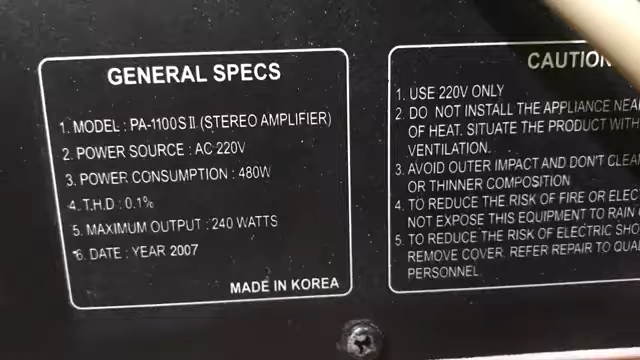 GENERAL SPECS
1. MODEL : PA-1100S II (STEREO AMPLIFIER)
2. POWER SOURCE : AC 220V
3. POWER CONSUMPTION : 480W
4. T.H.D : 0.1%
5. MAXIMUM OUTPUT : 240 WATTS
6. DATE : YEAR 2007
MADE IN KOREA
CAUTION
1. USE 220V ONLY
2. DO NOT INSTALL THE APPLIANCE
OF HEAT. SITUATE THE PRODUCT WITH
VENTILATION.
3. AVOID OUTER IMPACT AND DON'T
OR THINNER COMPOSITION
4. TO REDUCE THE RISK OF FIRE OR
NOT EXPOSE THIS EQUIPMENT TO RAIN
5. TO REDUCE THE RISK OF ELECTRIC
REMOVE COVER. REFER REPAIR TO
PERSONNEL.